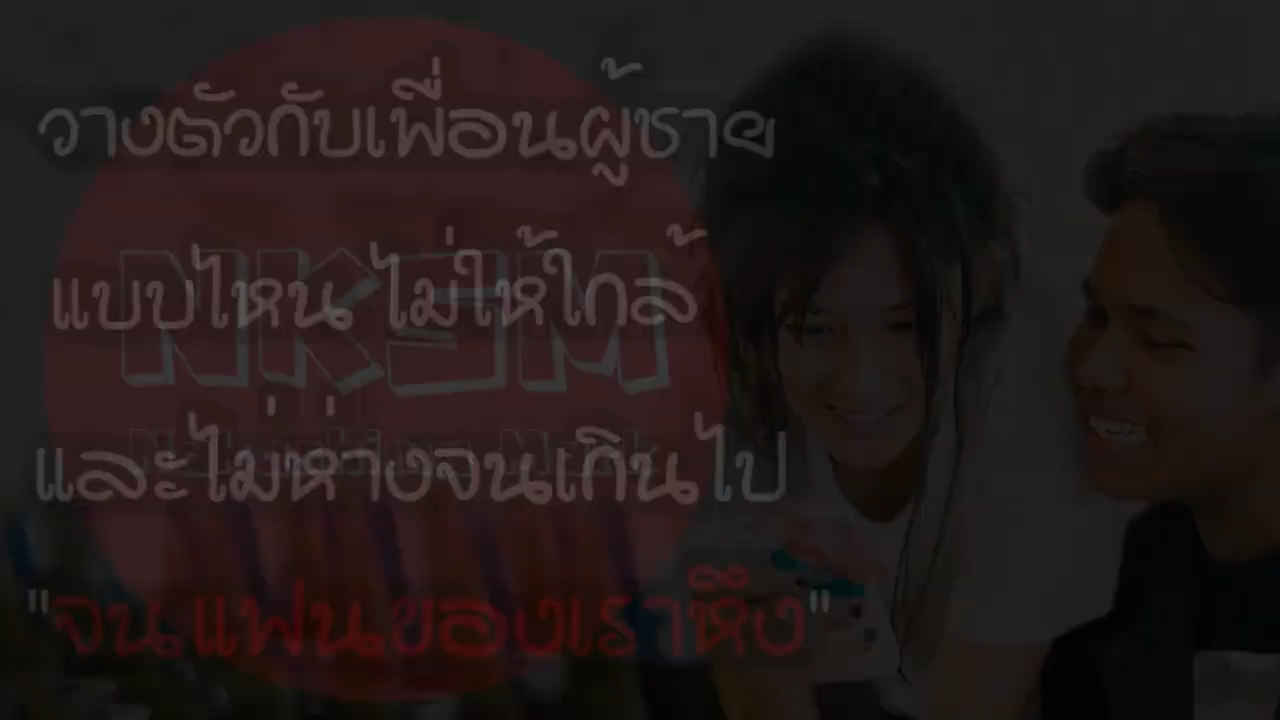 วางตัวกับเพื่อนผู้ชาย
แบบไหน ไม่ให้ใกล้
NK3M
และไม่ห่างจนเกินไป
"จนแฟนของเราหึง"